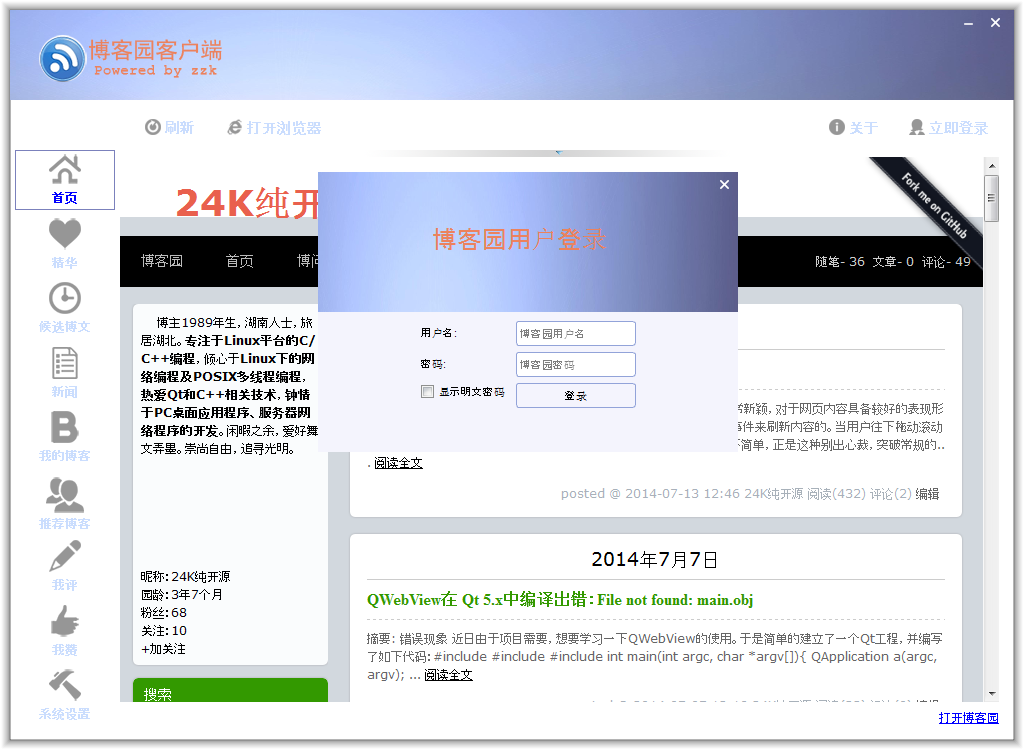 博客园客户端
Powered by zzk
刷新
打开浏览器
关于
立即登录
首页
精华
候选博文
新闻
我的博客
推荐博客
我评
我赞
系统设置
24K纯开
Fork me on GitHub
博客园
首页
博问
随笔- 36 文章- 0 评论- 49
博客园用户登录
用户名:
博客园用户名
密码:
博客园密码
显示明文密码
登录
博主1989年生，湖南人士，旅
居湖北。专注于Linux平台的C/
C++编程，倾心于Linux下的网
络编程及POSIX多线程编程，
热爱Qt和C++相关技术，钟情
于PC桌面应用程序、服务器网
络程序的开发。闲暇之余，爱好舞
文弄墨。崇尚自由，追寻光明。
昵称：24K纯开源
园龄：3年7个月
粉丝：68
关注：10
+加关注
搜索
新颖，对于网页内容具备较好的表现形
事件来刷新内容的。当用户往下拖动滚动
简单，正是这种别出心裁，突破常规的..
. 阅读全文
posted @ 2014-07-13 12:46 24K纯开源 阅读(432) 评论(2) 编辑
2014年7月7日
QWebView在 Qt 5.x中编译出错：File not found: main.obj
摘要: 错误现象 近日由于项目需要，想要学习一下QWebView的使用。于是简单的建立了一个Qt工程，并编写
了如下代码：#include #include #include int main(int argc, char *argv[]){ QApplication a(argc,
argv); ... 阅读全文
打开博客园